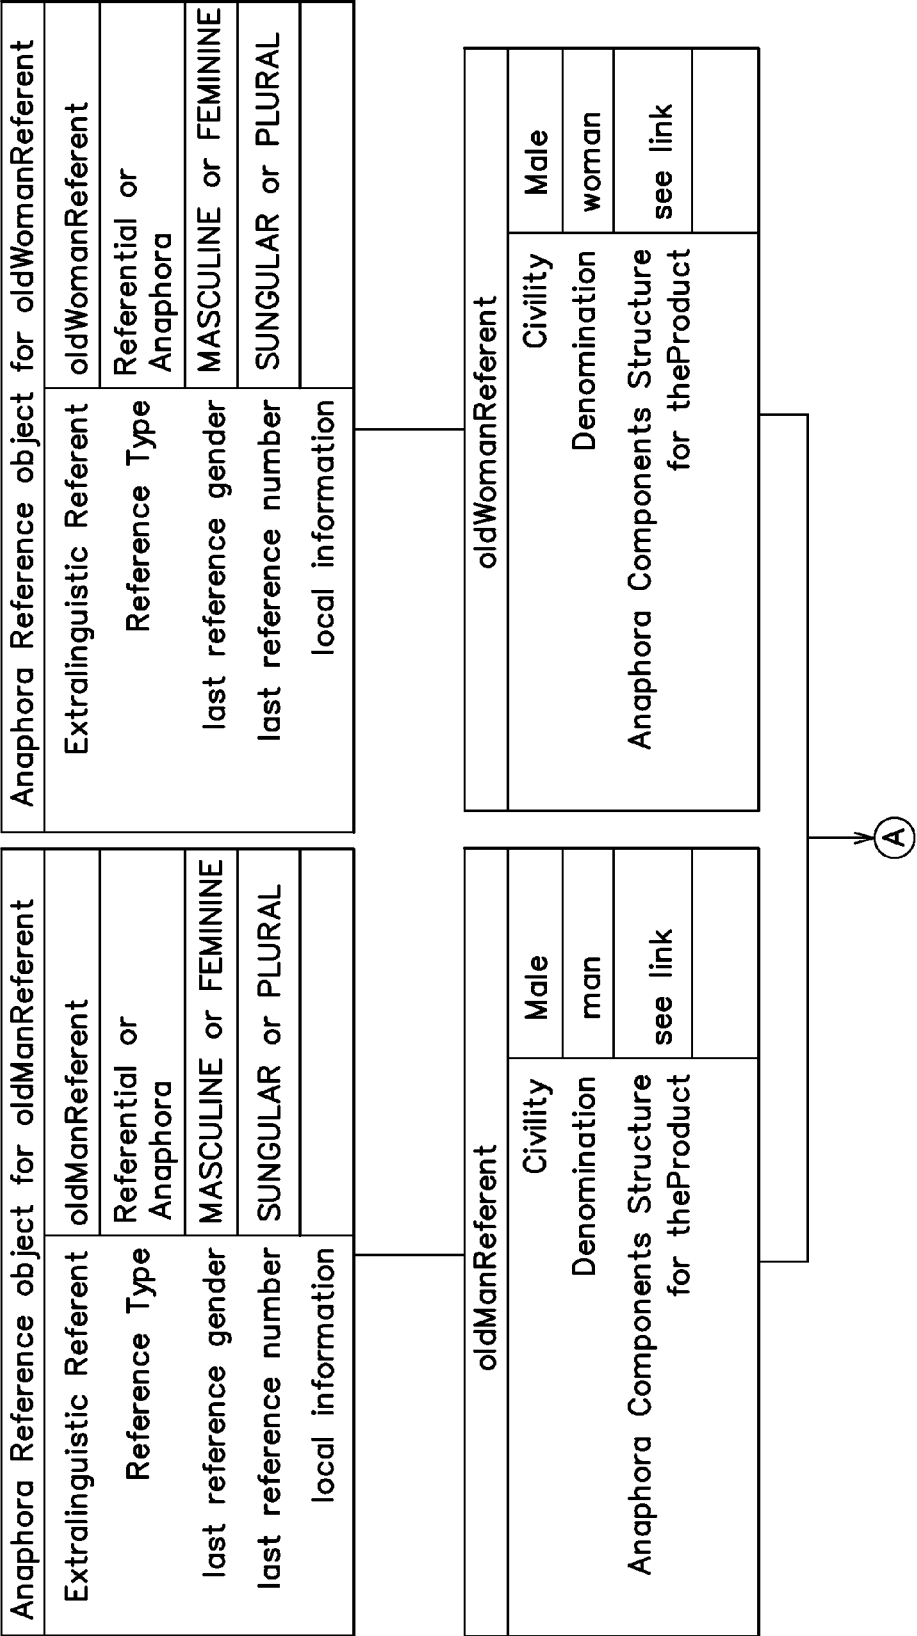 Anaphora Reference object for oldManReferent
Extralinguistic Referent oldManReferent
Reference Type Referential or
Anaphora
last reference gender MASCULINE or FEMININE
last reference number SUNGULAR or PLURAL
local information
Anaphora Reference object for oldWomanReferent
Extralinguistic Referent oldWomanReferent
Reference Type Referential or
Anaphora
last reference gender MASCULINE or FEMININE
last reference number SUNGULAR or PLURAL
local information
oldManReferent
Civility Male
Denomination man
Anaphora Components Structure see link
for theProduct
oldWomanReferent
Civility Male
Denomination woman
Anaphora Components Structure see link
for theProduct
A